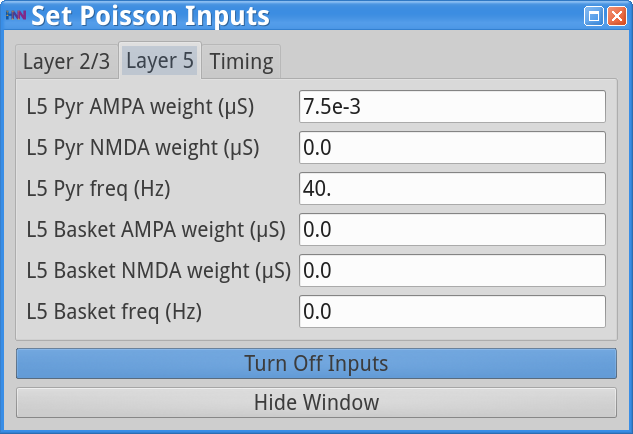 HNN Set Poisson Inputs
Layer 2/3 Layer 5 Timing
L5 Pyr AMPA weight (µS) 7.5e-3
L5 Pyr NMDA weight (µS) 0.0
L5 Pyr freq (Hz) 40.
L5 Basket AMPA weight (µS) 0.0
L5 Basket NMDA weight (µS) 0.0
L5 Basket freq (Hz) 0.0
Turn Off Inputs
Hide Window